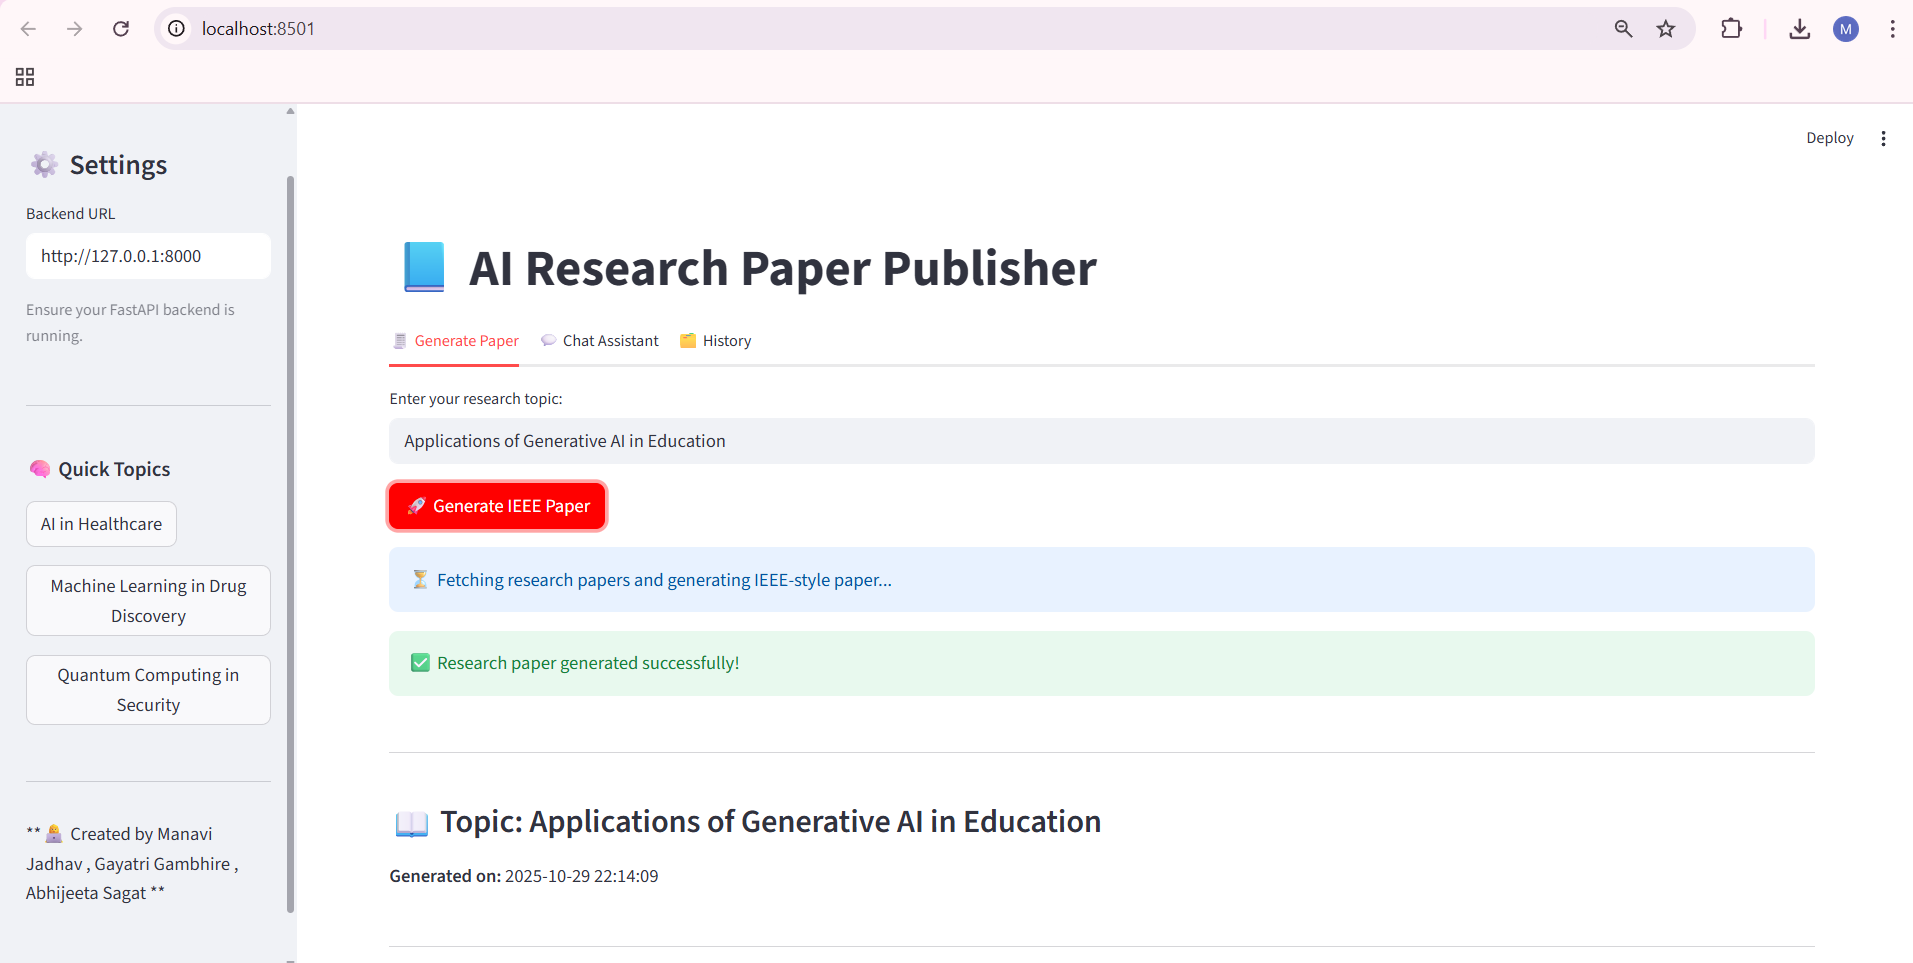 localhost:8501
M
Deploy
Settings
Backend URL
http://127.0.0.1:8000
Ensure your FastAPI backend is
running.
Quick Topics
AI in Healthcare
Machine Learning in Drug
Discovery
Quantum Computing in
Security
** Created by Manavi
Jadhav , Gayatri Gambhire ,
Abhijeeta Sagat **
AI Research Paper Publisher
Generate Paper
Chat Assistant
History
Enter your research topic:
Applications of Generative AI in Education
Generate IEEE Paper
Fetching research papers and generating IEEE-style paper...
Research paper generated successfully!
Topic: Applications of Generative AI in Education
Generated on: 2025-10-29 22:14:09